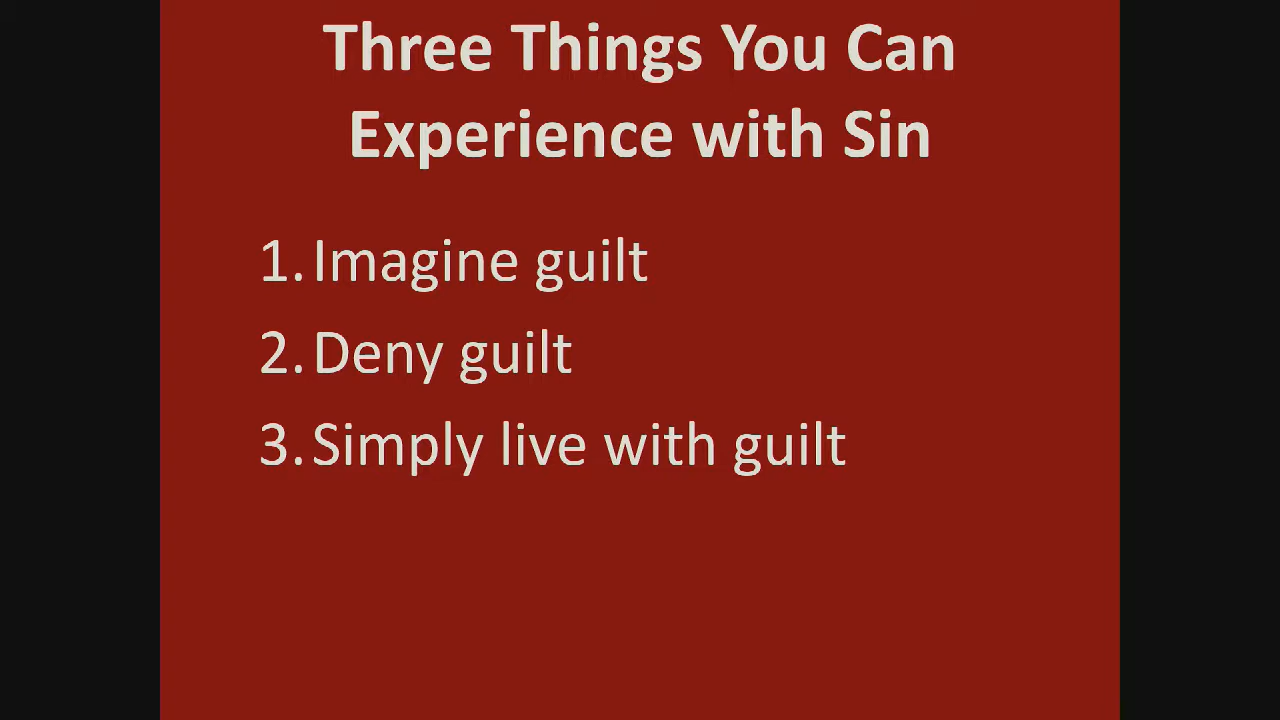 Three Things You Can
Experience with Sin
1. Imagine guilt
2. Deny guilt
3. Simply live with guilt